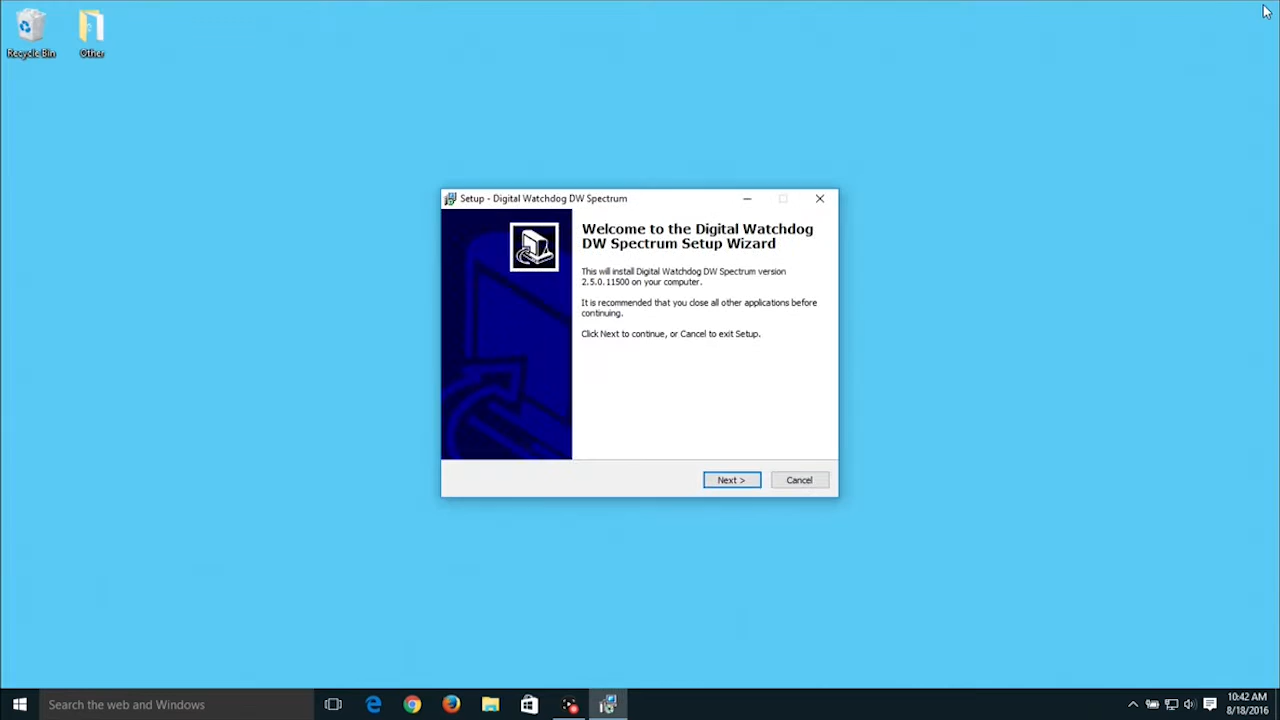 Recycle Bin
Other
Setup - Digital Watchdog DW Spectrum
Welcome to the Digital Watchdog
DW Spectrum Setup Wizard
This will install Digital Watchdog DW Spectrum version
2.5.0.11500 on your computer.
It is recommended that you close all other applications before
continuing.
Click Next to continue, or Cancel to exit Setup.
Next >
Cancel
Search the web and Windows
10:42 AM
8/18/2016